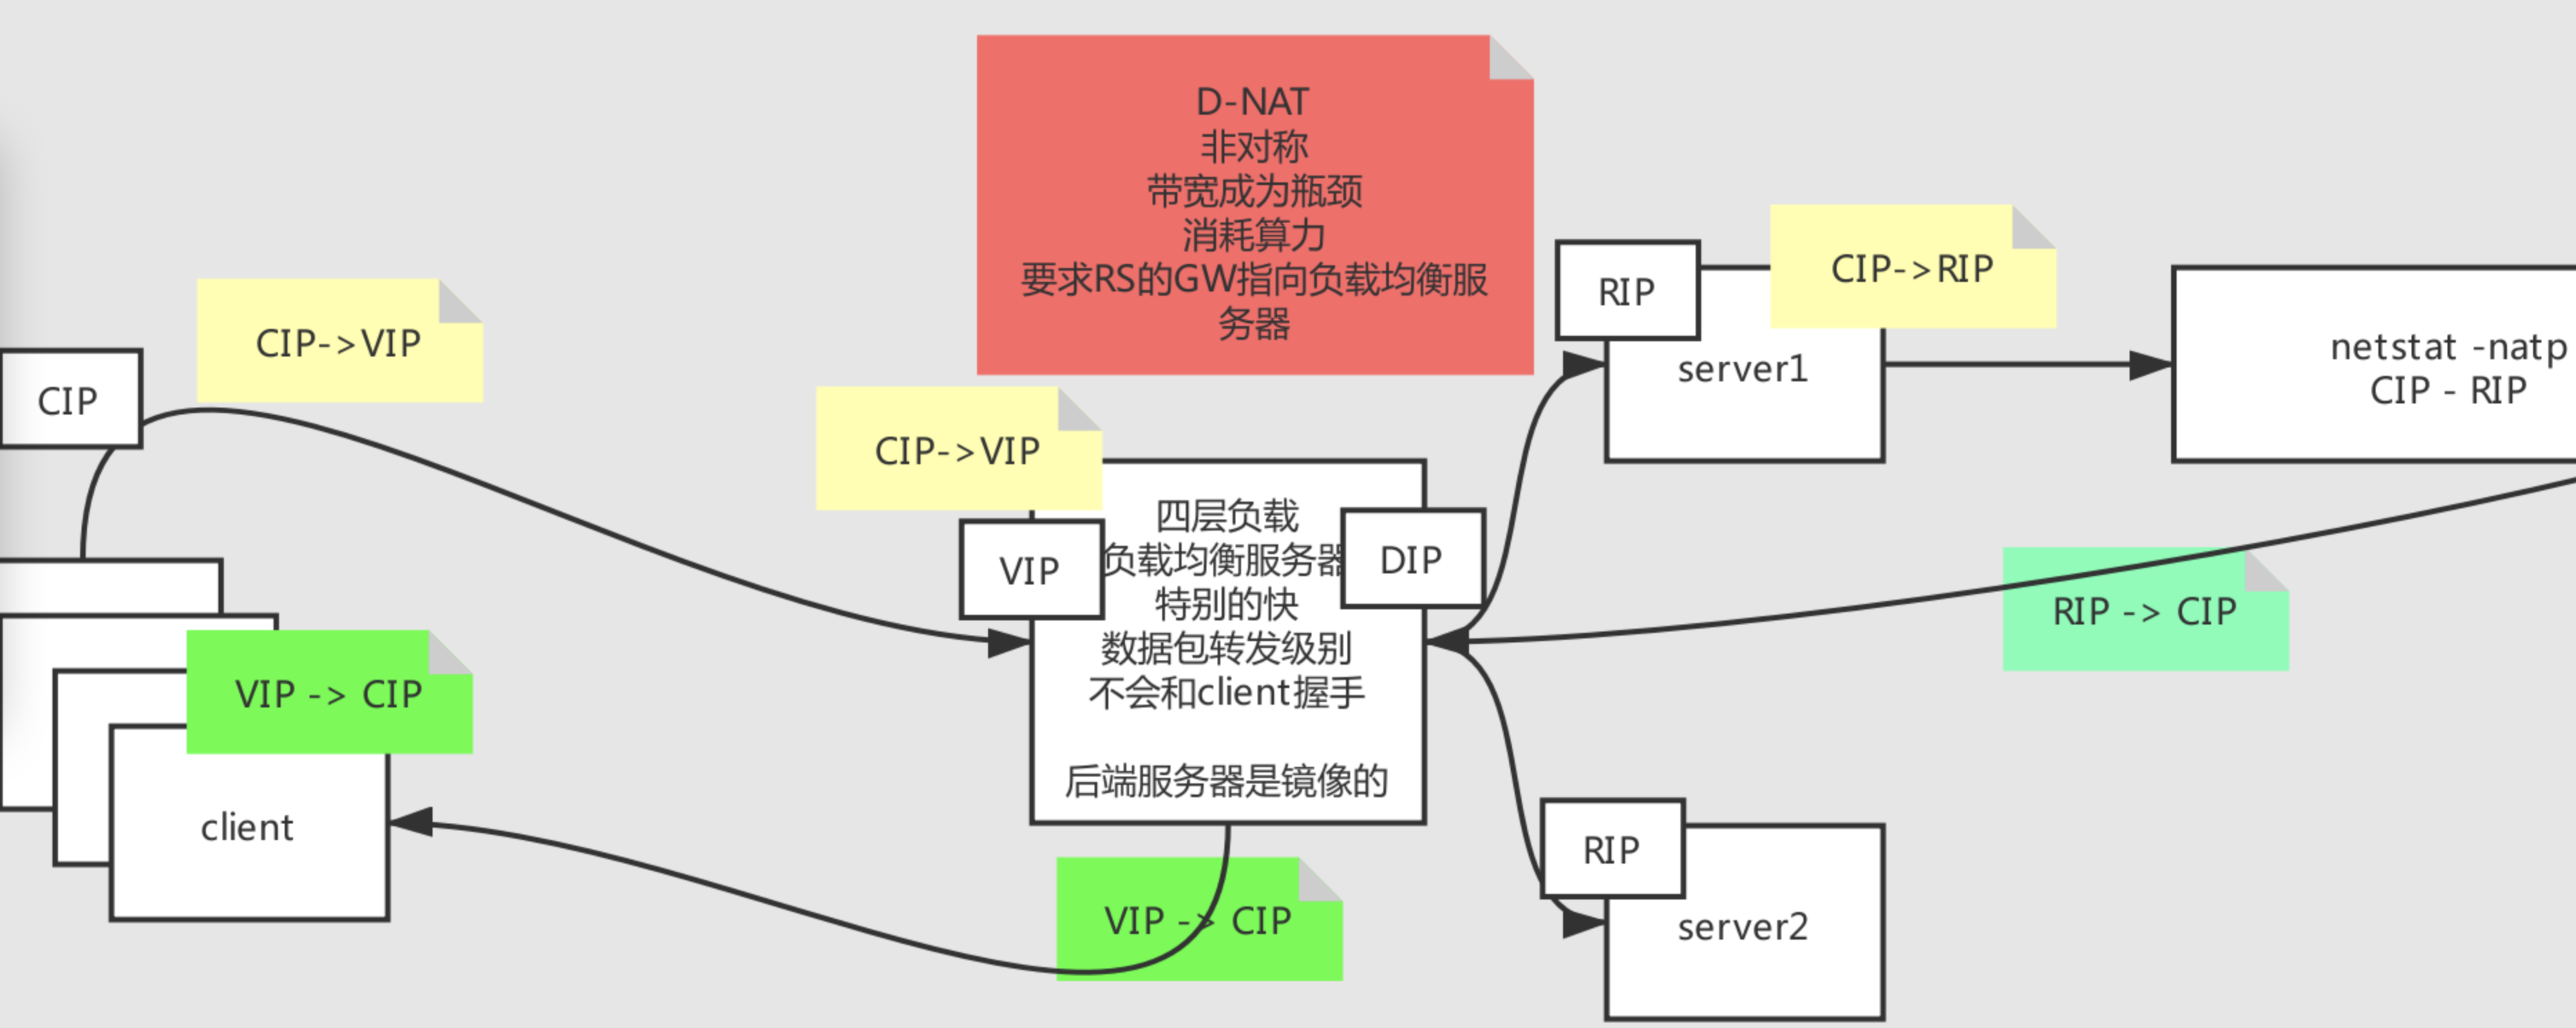 D-NAT
非对称
带宽成为瓶颈
消耗算力
要求RS的GW指向负载均衡服
务器
CIP->VIP
CIP
CIP->VIP
RIP
CIP->RIP
server1
netstat -natp
CIP - RIP
四层负载
负载均衡服务器
特别的快
数据包转发级别
不会和client握手
后端服务器是镜像的
VIP
DIP
RIP -> CIP
VIP -> CIP
client
VIP -> CIP
RIP
server2